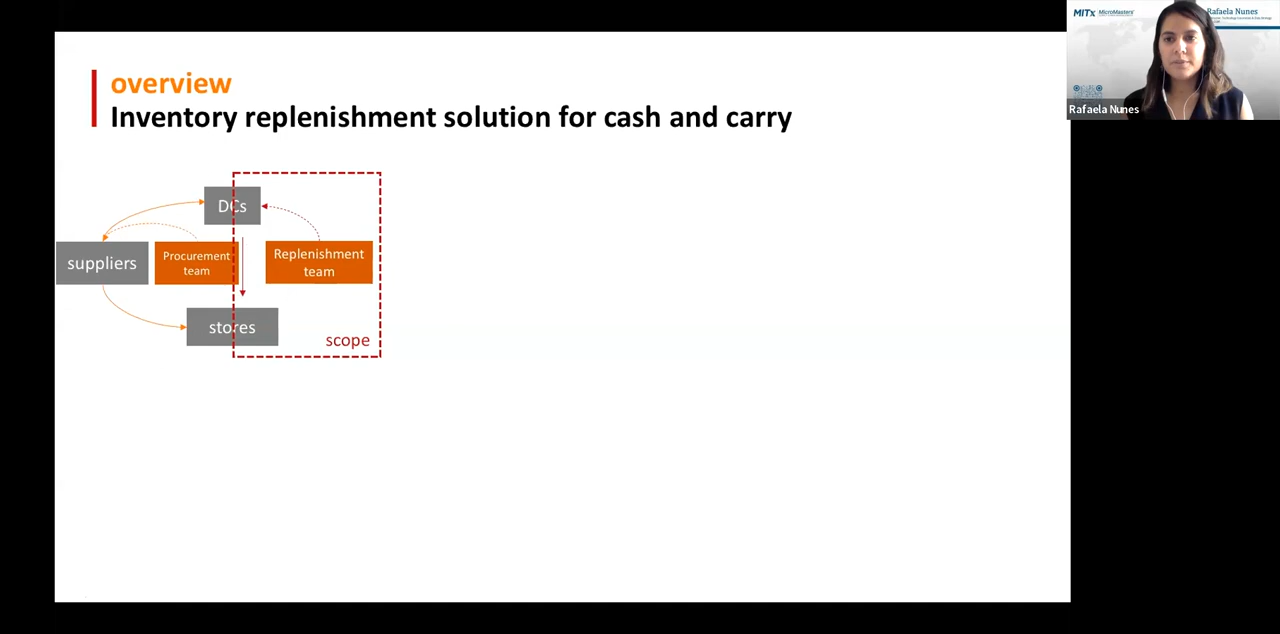 overview
Inventory replenishment solution for cash and carry
DCs
suppliers
Procurement
team
Replenishment
team
stores
scope
MITx MicroMasters
Rafaela Nunes
Rafaela Nunes